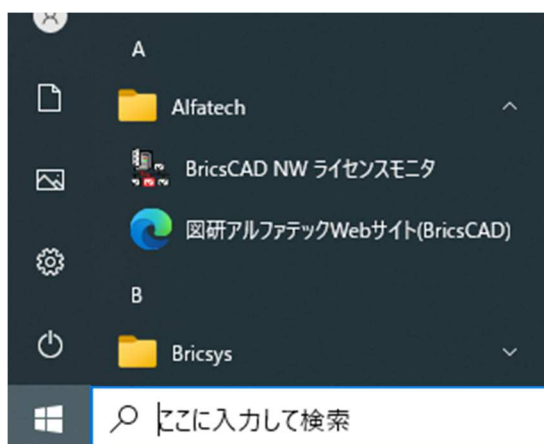 A
Alfatech
BricsCAD NW ライセンスモニタ
図研アルファテックWebサイト(BricsCAD)
B
Bricsys
ここに入力して検索